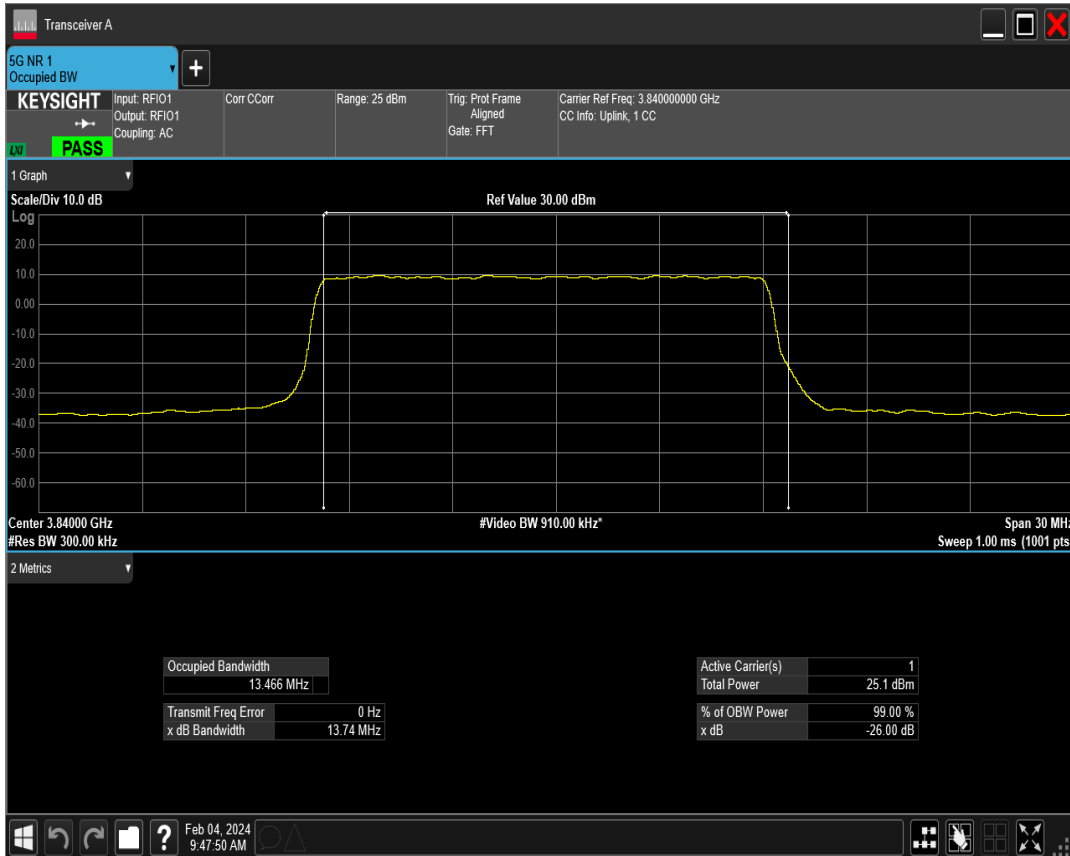 Transceiver A
5G NR 1
Occupied BW
KEYSIGHT
LXI
PASS
Input: RFIO1
Output: RFIO1
Coupling: AC
Corr CCorr
Range: 25 dBm
Trig: Prot Frame
Aligned
Gate: FFT
Carrier Ref Freq: 3.840000000 GHz
CC Info: Uplink, 1 CC
1 Graph
Scale/Div 10.0 dB
Ref Value 30.00 dBm
Log
20.0
10.0
0.00
-10.0
-20.0
-30.0
-40.0
-50.0
-60.0
Center 3.84000 GHz
#Video BW 910.00 kHz*
Span 30 MHz
#Res BW 300.00 kHz
Sweep 1.00 ms (1001 pts
2 Metrics
Occupied Bandwidth
13.466 MHz
Transmit Freq Error 0 Hz
x dB Bandwidth 13.74 MHz
Active Carrier(s) 1
Total Power 25.1 dBm
% of OBW Power 99.00 %
x dB -26.00 dB
Feb 04, 2024
9:47:50 AM